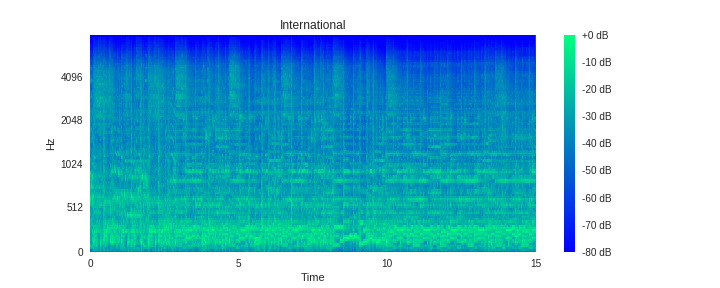 International
Hz
4096
2048
1024
512
0
0 5 10 15
Time
+0 dB
-10 dB
-20 dB
-30 dB
-40 dB
-50 dB
-60 dB
-70 dB
-80 dB